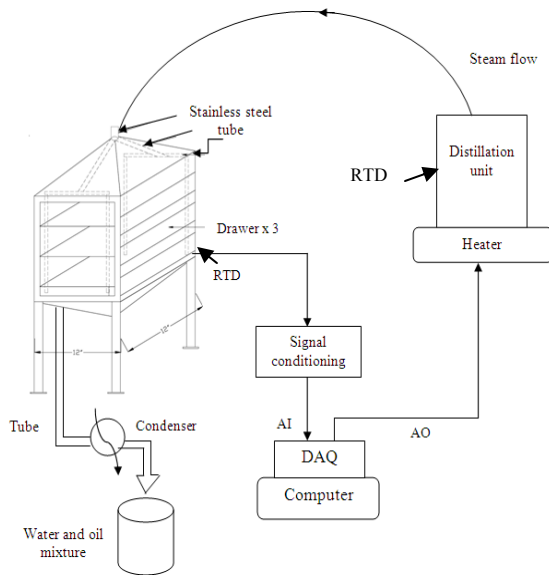 Steam flow
Stainless steel
tube
Distillation
unit
RTD
Heater
Drawer x 3
RTD
Signal
conditioning
12"
12"
Tube
Condenser
AI
AO
DAQ
Computer
Water and oil
mixture